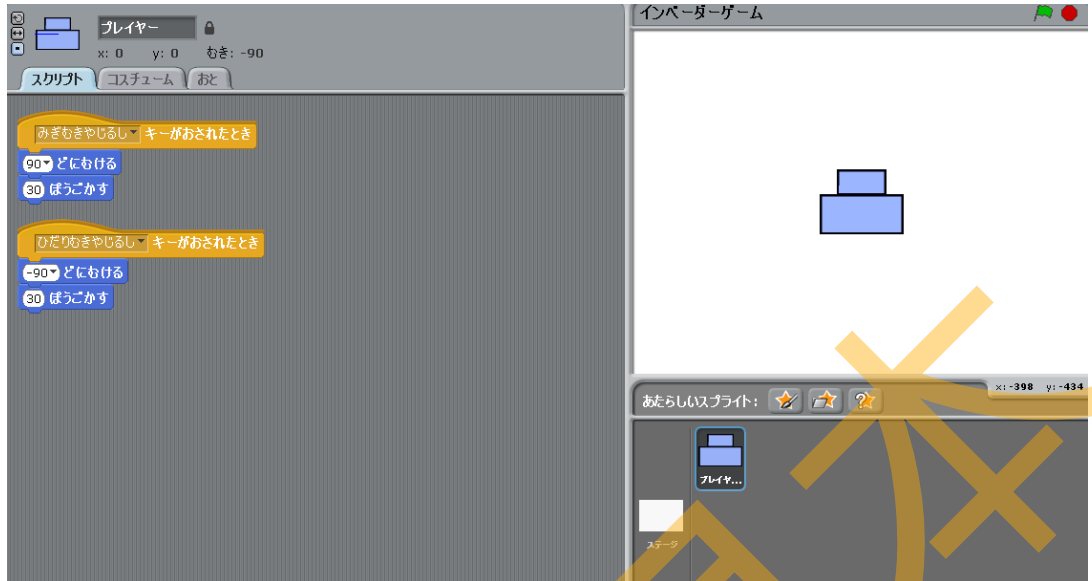 プレイヤー
x: 0 y: 0 むき: -90
スクリプト コスチューム おと
みぎむきやじるし キーがおされたとき
90 どにむける
30 ほうごかす
ひだりむきやじるし キーがおされたとき
-90 どにむける
30 ほうごかす
インベーダーゲーム
x: -398 y: -434
あたらしいスプライト:
プレイヤ...
ステージ